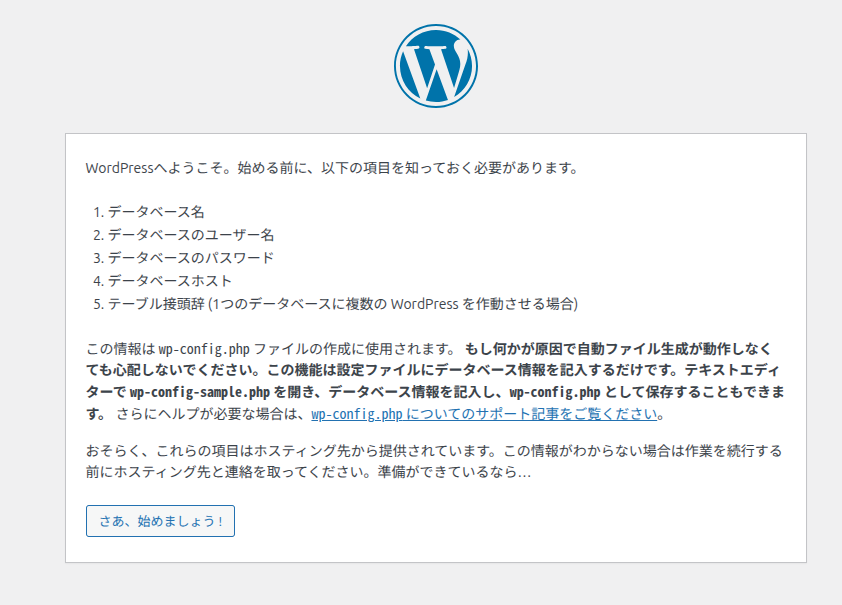 WordPressへようこそ。始める前に、以下の項目を知っておく必要があります。
1. データベース名
2. データベースのユーザー名
3. データベースのパスワード
4. データベースホスト
5. テーブル接頭辞 (1つのデータベースに複数の WordPress を作動させる場合)
この情報は wp-config.php ファイルの作成に使用されます。 もし何かが原因で自動ファイル生成が動作しなく
ても心配しないでください。この機能は設定ファイルにデータベース情報を記入するだけです。テキストエディ
ターで wp-config-sample.php を開き、データベース情報を記入し、wp-config.php として保存することもできま
す。 さらにヘルプが必要な場合は、wp-config.php についてのサポート記事をご覧ください。
おそらく、これらの項目はホスティング先から提供されています。この情報がわからない場合は作業を続行する
前にホスティング先と連絡を取ってください。準備ができているなら…
さあ、始めましょう !